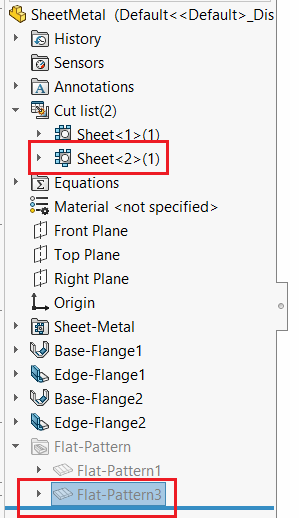 SheetMetal (Default<<Default>_Dis
History
Sensors
Annotations
Cut list(2)
Sheet<1>(1)
Sheet<2>(1)
Equations
Material <not specified>
Front Plane
Top Plane
Right Plane
Origin
Sheet-Metal
Base-Flange1
Edge-Flange1
Base-Flange2
Edge-Flange2
Flat-Pattern
Flat-Pattern1
Flat-Pattern3